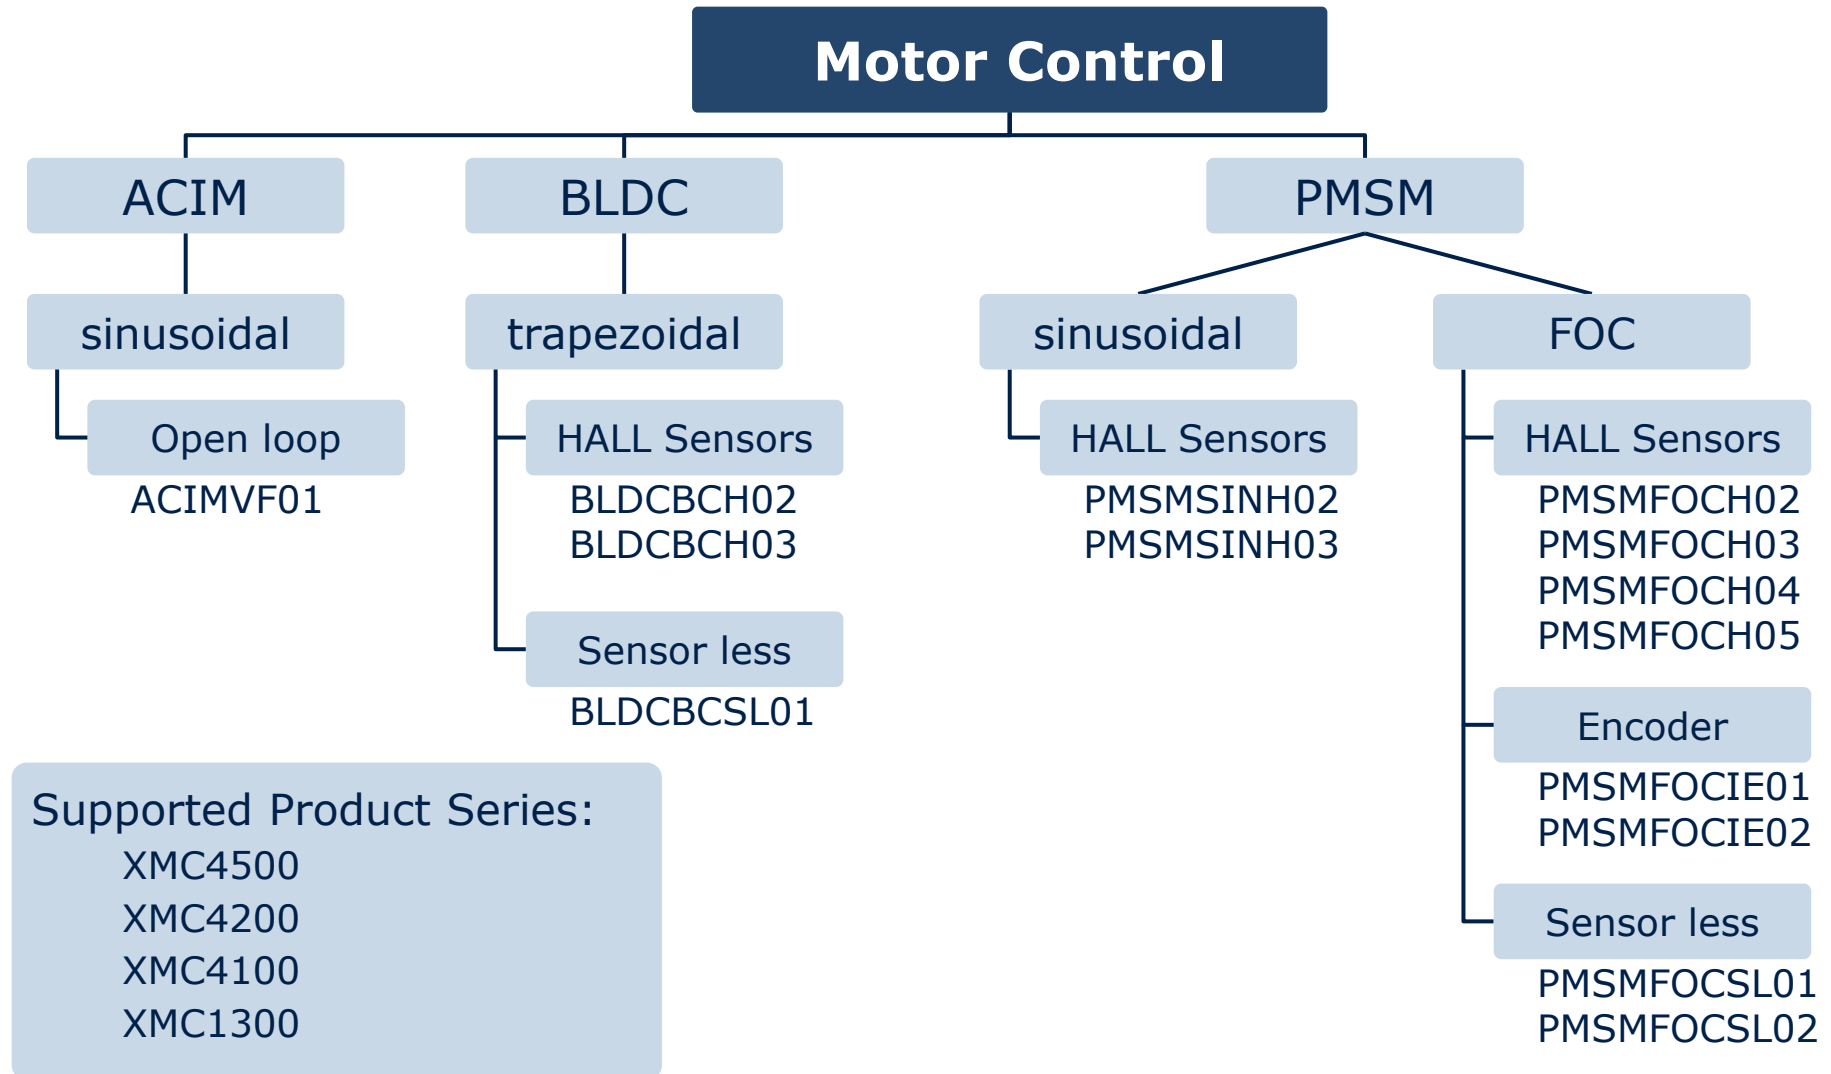 Motor Control
ACIM
BLDC
PMSM
sinusoidal
trapezoidal
sinusoidal
FOC
Open loop
ACIMVF01
HALL Sensors
BLDCBCH02
BLDCBCH03
Sensor less
BLDCBCSL01
HALL Sensors
PMSMSINH02
PMSMSINH03
HALL Sensors
PMSMFOCH02
PMSMFOCH03
PMSMFOCH04
PMSMFOCH05
Encoder
PMSMFOCIE01
PMSMFOCIE02
Sensor less
PMSMFOCSL01
PMSMFOCSL02
Supported Product Series:
XMC4500
XMC4200
XMC4100
XMC1300